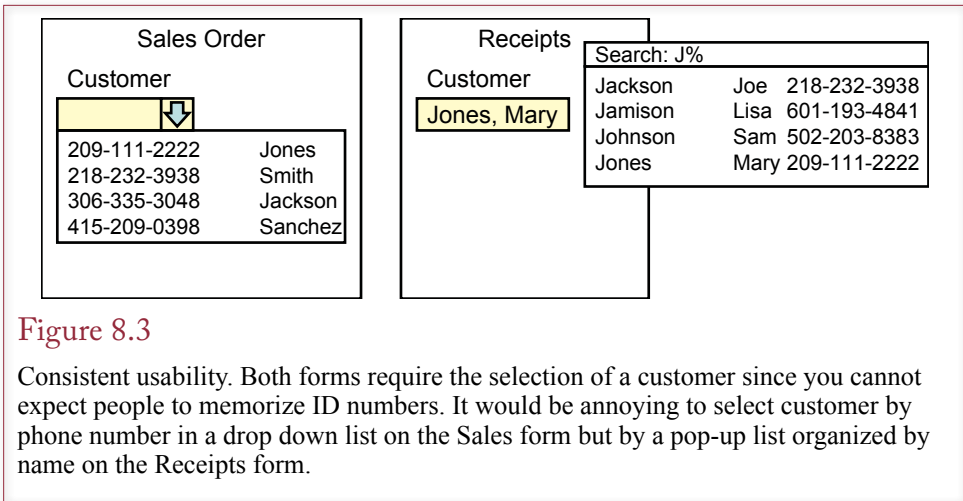 Sales Order
Customer
209-111-2222 Jones
218-232-3938 Smith
306-335-3048 Jackson
415-209-0398 Sanchez
Receipts
Customer
Jones, Mary
Search: J%
Jackson Joe 218-232-3938
Jamison Lisa 601-193-4841
Johnson Sam 502-203-8383
Jones Mary 209-111-2222
Figure 8.3
Consistent usability. Both forms require the selection of a customer since you cannot
expect people to memorize ID numbers. It would be annoying to select customer by
phone number in a drop down list on the Sales form but by a pop-up list organized by
name on the Receipts form.